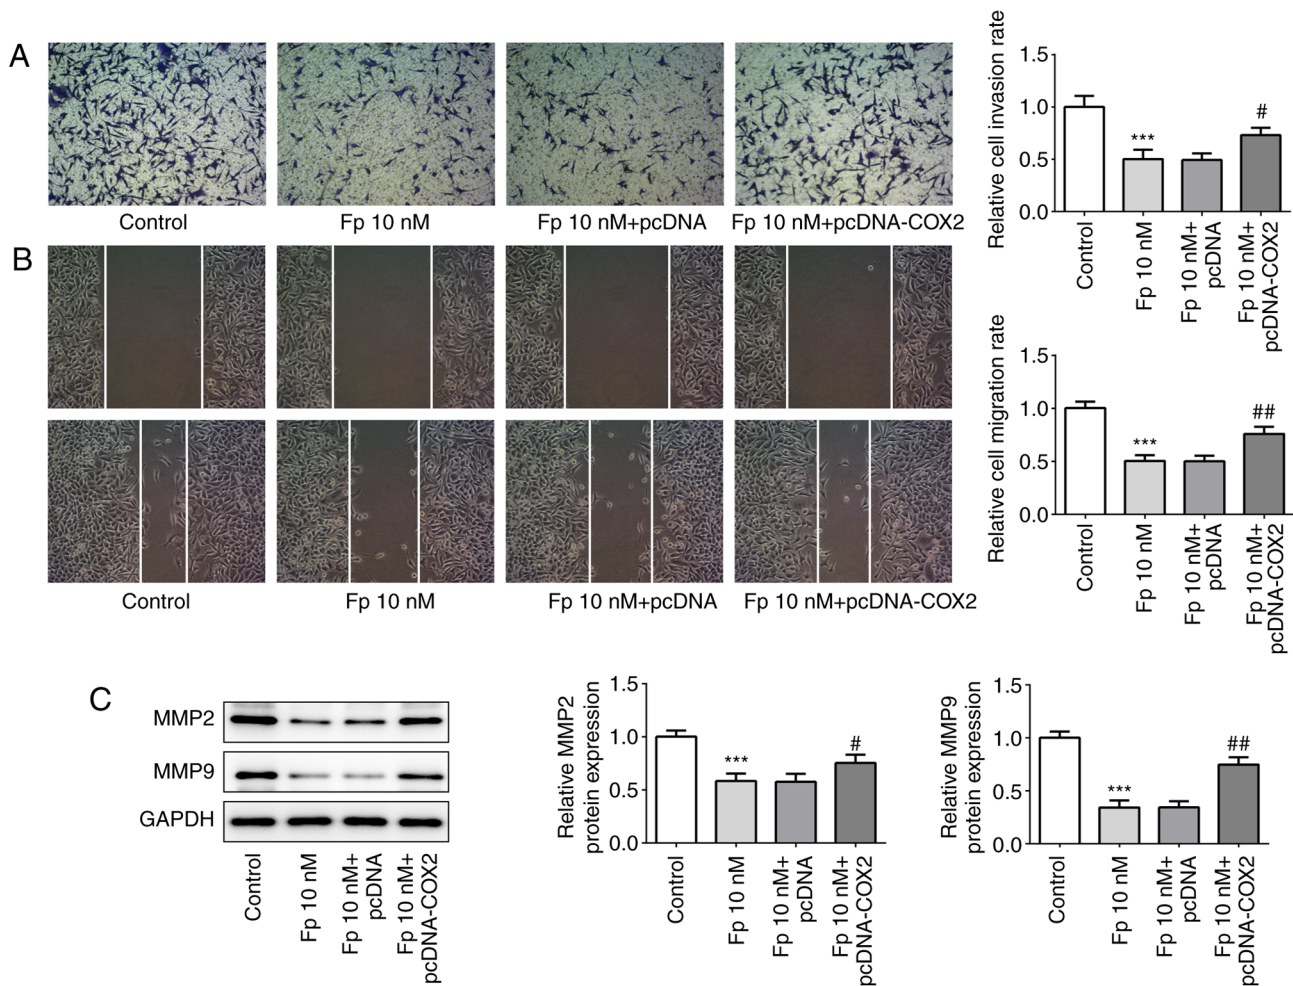 A
Control
Fp 10 nM
Fp 10 nM+pcDNA
Fp 10 nM+pcDNA-COX2
Relative cell invasion rate
1.5
1.0
0.5
0.0
***
#
Control
Fp 10 nM
Fp 10 nM+
pcDNA
Fp 10 nM+
pcDNA-COX2
B
Control
Fp 10 nM
Fp 10 nM+pcDNA
Fp 10 nM+pcDNA-COX2
Relative cell migration rate
1.5
1.0
0.5
0.0
***
##
Control
Fp 10 nM
Fp 10 nM+
pcDNA
Fp 10 nM+
pcDNA-COX2
C
MMP2
MMP9
GAPDH
Control
Fp 10 nM
Fp 10 nM+
pcDNA
Fp 10 nM+
pcDNA-COX2
Relative MMP2
protein expression
1.5
1.0
0.5
0.0
***
#
Control
Fp 10 nM
Fp 10 nM+
pcDNA
Fp 10 nM+
pcDNA-COX2
Relative MMP9
protein expression
1.5
1.0
0.5
0.0
***
##
Control
Fp 10 nM
Fp 10 nM+
pcDNA
Fp 10 nM+
pcDNA-COX2